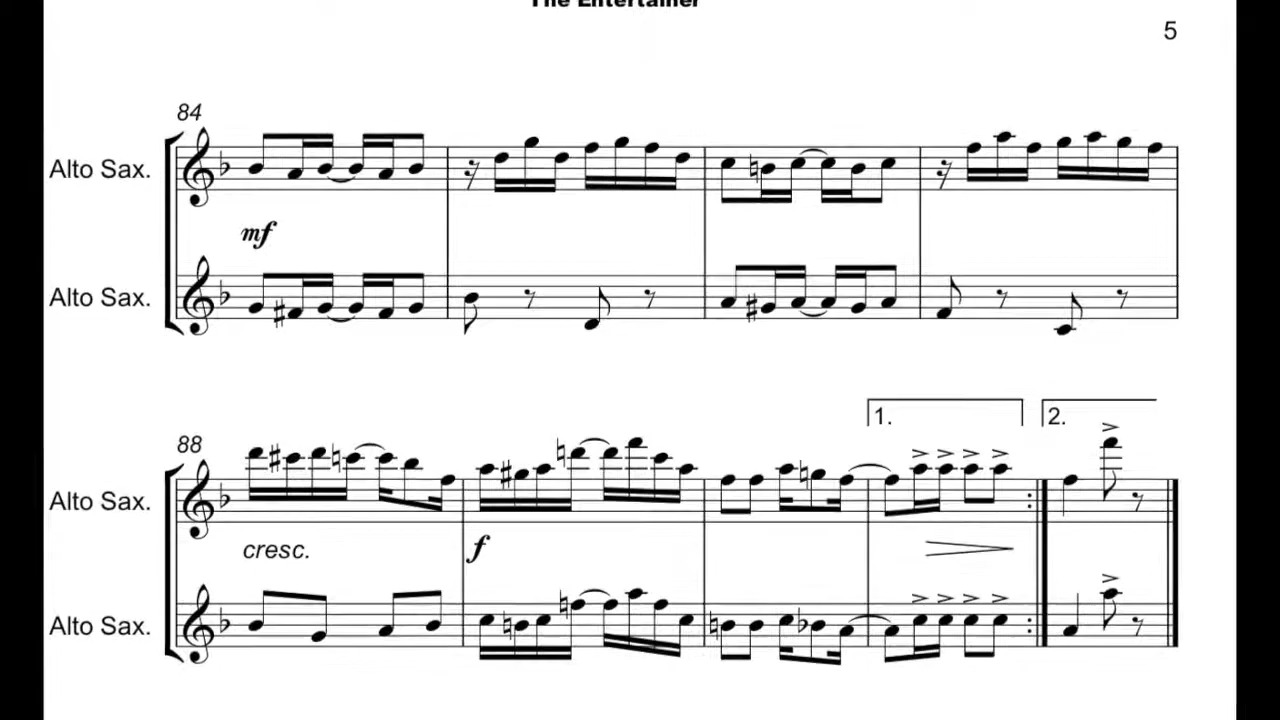 The Entertainer
5
84
Alto Sax.
mf
Alto Sax.
88
1.
2.
Alto Sax.
cresc.
f
Alto Sax.